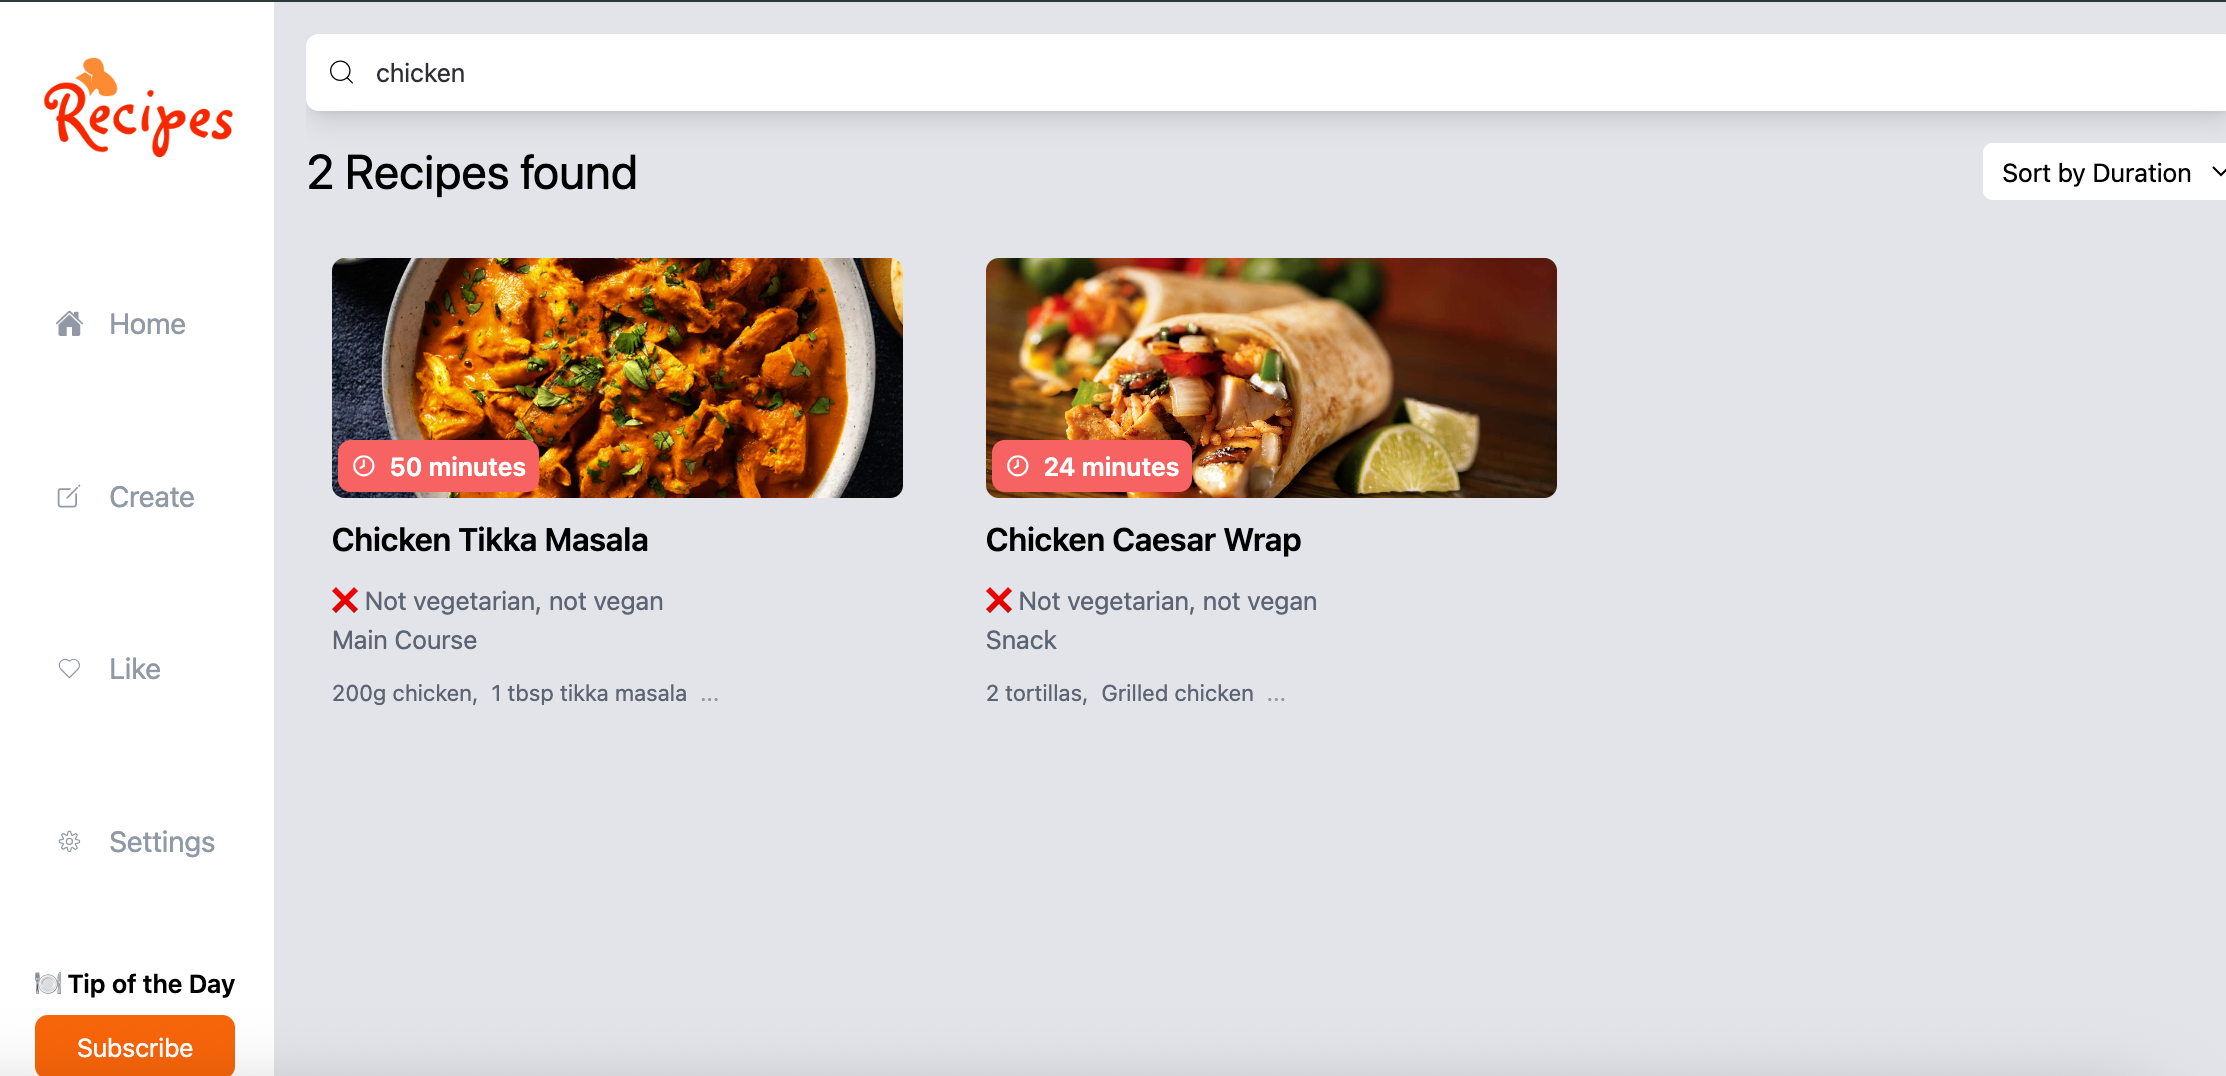 Recipes
chicken
2 Recipes found
Sort by Duration
Home
Create
Like
Settings
🍽️ Tip of the Day
Subscribe
50 minutes
Chicken Tikka Masala
❌ Not vegetarian, not vegan
Main Course
200g chicken, 1 tbsp tikka masala ...
24 minutes
Chicken Caesar Wrap
❌ Not vegetarian, not vegan
Snack
2 tortillas, Grilled chicken ...